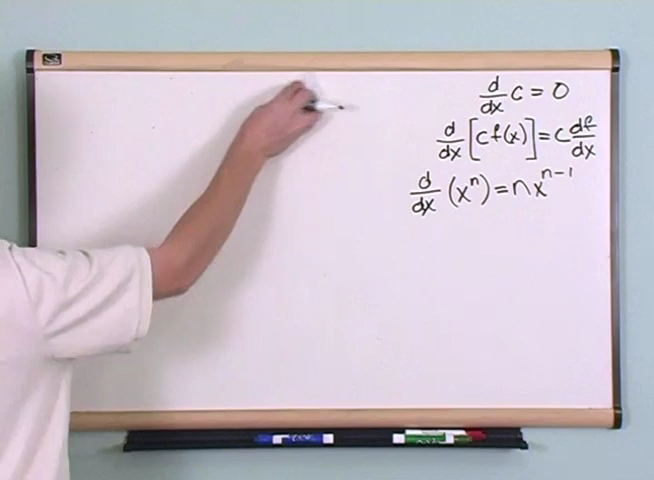 d/dx c = 0
d/dx [c f(x)] = c df/dx
d/dx (xⁿ) = n xⁿ⁻¹